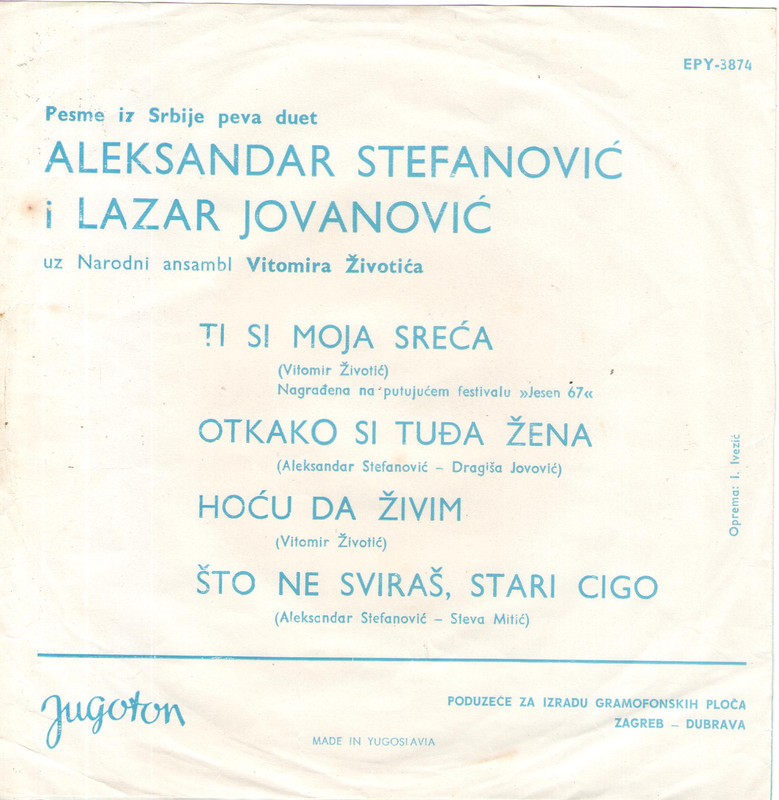 EPY-3874
Pesme iz Srbije peva duet
ALEKSANDAR STEFANOVIĆ
i LAZAR JOVANOVIĆ
uz Narodni ansambl Vitomira Životića
TI SI MOJA SREĆA
(Vitomir Životić)
Nagrađena na putujućem festivalu »Jesen 67«
OTKAKO SI TUĐA ŽENA
(Aleksandar Stefanović – Dragiša Jovović)
HOĆU DA ŽIVIM
(Vitomir Životić)
ŠTO NE SVIRAŠ, STARI CIGO
(Aleksandar Stefanović – Steva Mitić)
Oprema: I. Ivezić
Jugoton
PODUZEĆE ZA IZRADU GRAMOFONSKIH PLOČA
ZAGREB – DUBRAVA
MADE IN YUGOSLAVIA